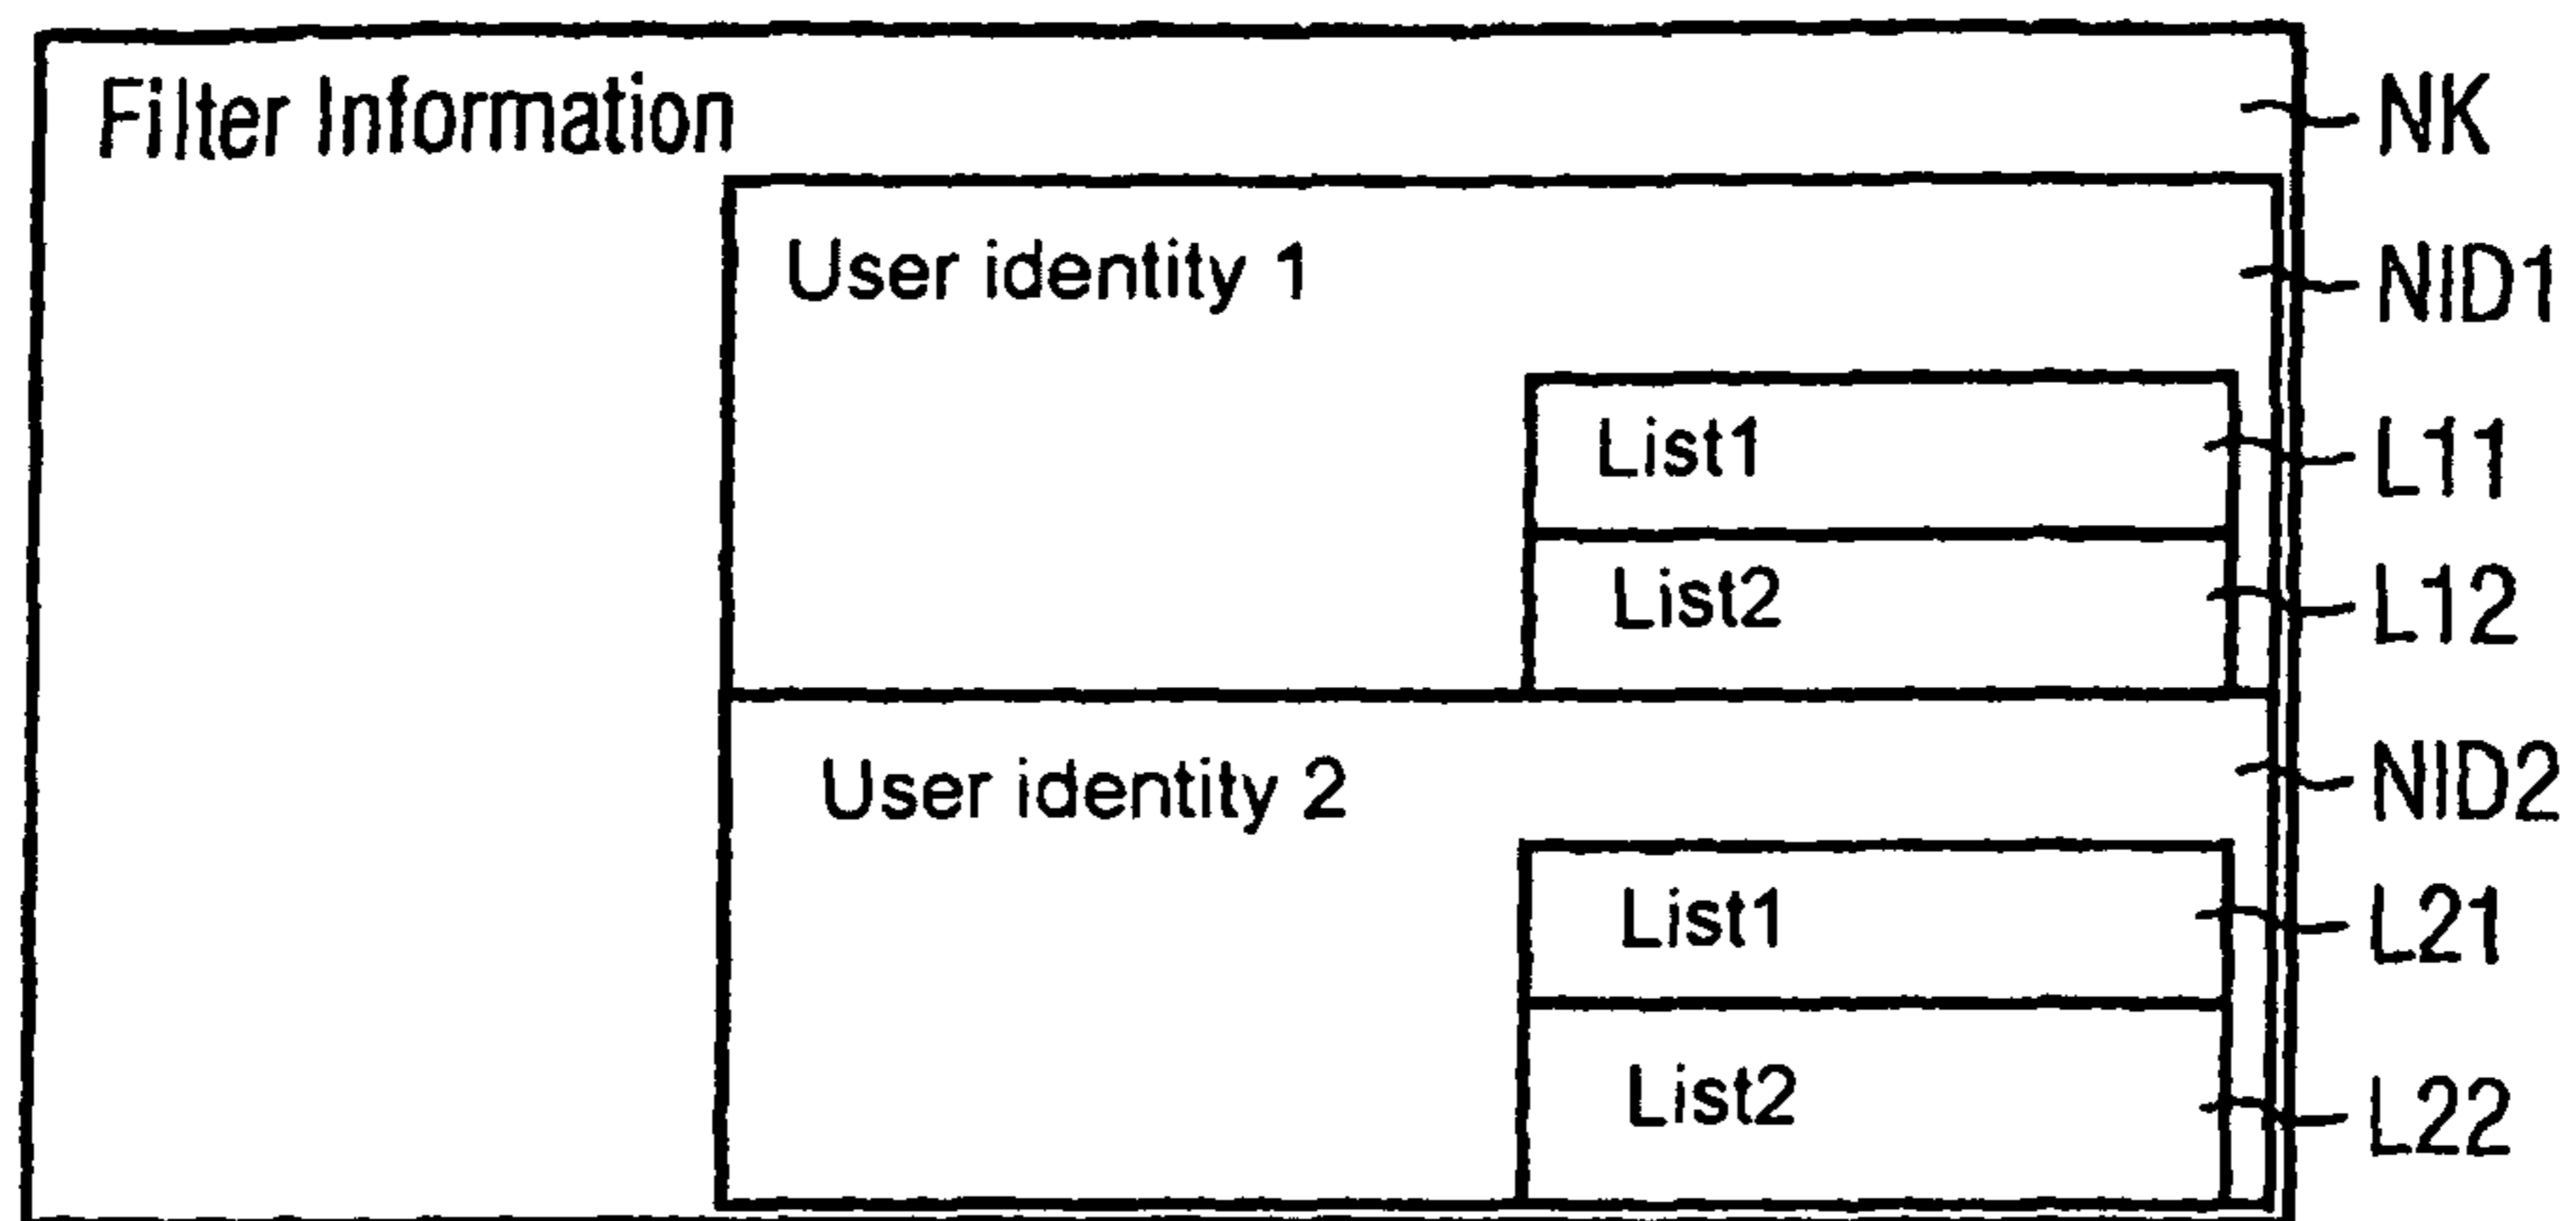 Filter Information NK
User identity 1 NID1
List1 L11
List2 L12
User identity 2 NID2
List1 L21
List2 L22